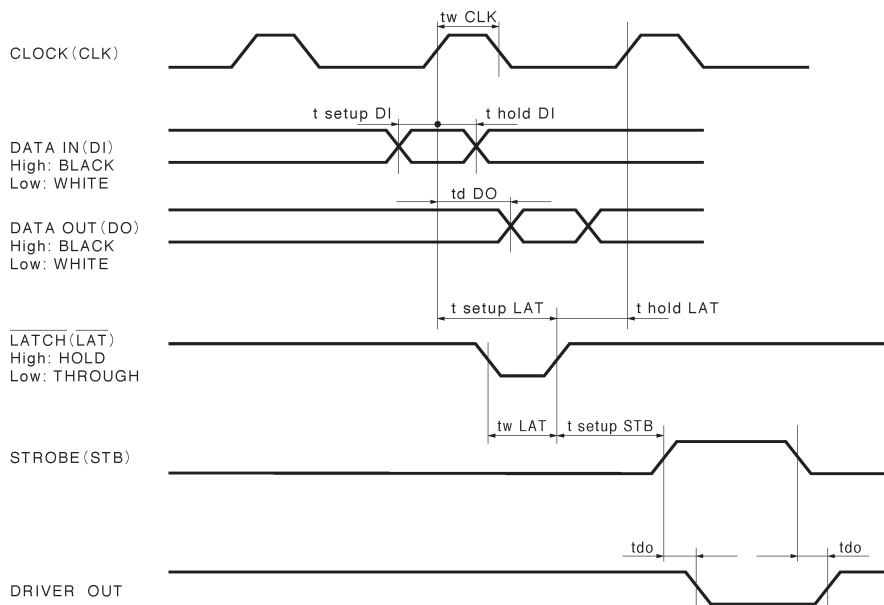 tw CLK
CLOCK(CLK)
t setup DI
t hold DI
DATA IN(DI)
High: BLACK
Low: WHITE
td DO
DATA OUT(DO)
High: BLACK
Low: WHITE
t setup LAT
t hold LAT
LATCH(LAT)
High: HOLD
Low: THROUGH
tw LAT
t setup STB
STROBE(STB)
tdo
tdo
DRIVER OUT